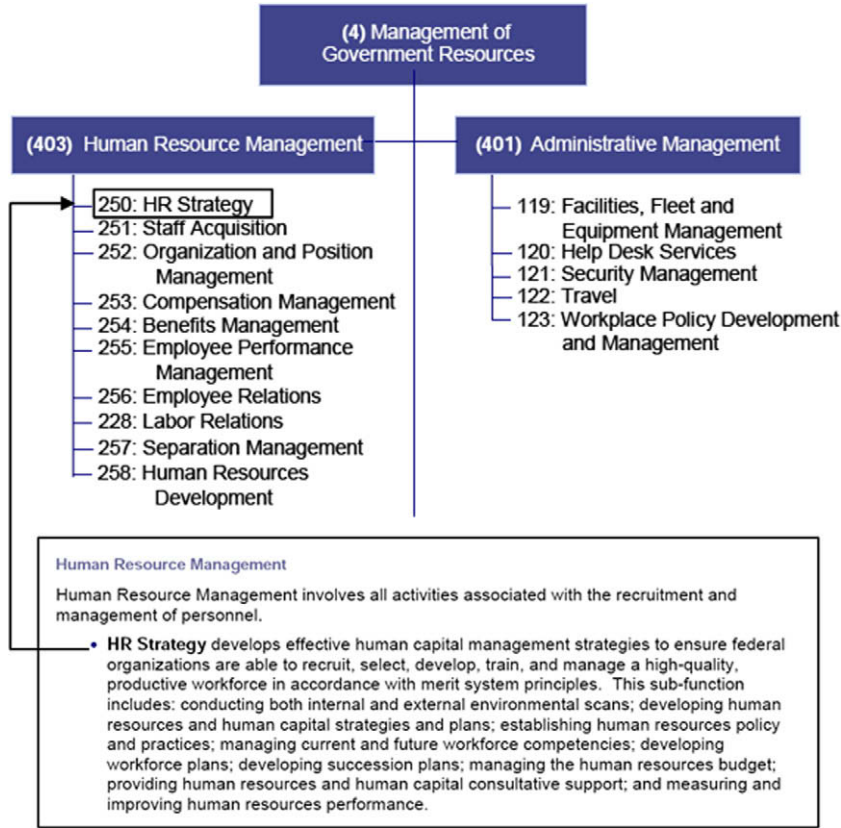 (4) Management of
Government Resources
(403) Human Resource Management
250: HR Strategy
251: Staff Acquisition
252: Organization and Position
Management
253: Compensation Management
254: Benefits Management
255: Employee Performance
Management
256: Employee Relations
228: Labor Relations
257: Separation Management
258: Human Resources
Development
(401) Administrative Management
119: Facilities, Fleet and
Equipment Management
120: Help Desk Services
121: Security Management
122: Travel
123: Workplace Policy Development
and Management
Human Resource Management
Human Resource Management involves all activities associated with the recruitment and
management of personnel.
• HR Strategy develops effective human capital management strategies to ensure federal
organizations are able to recruit, select, develop, train, and manage a high-quality,
productive workforce in accordance with merit system principles. This sub-function
includes: conducting both internal and external environmental scans; developing human
resources and human capital strategies and plans; establishing human resources policy
and practices; managing current and future workforce competencies; developing
workforce plans; developing succession plans; managing the human resources budget;
providing human resources and human capital consultative support; and measuring and
improving human resources performance.